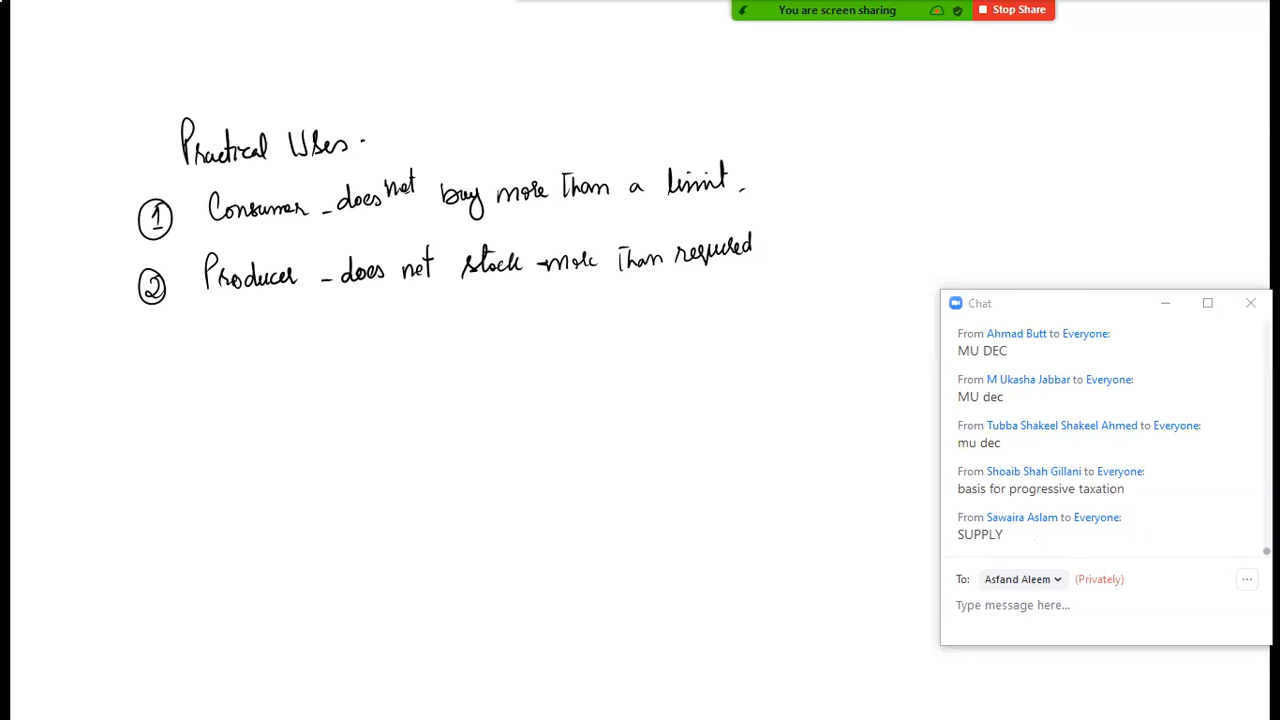 You are screen sharing
Stop Share
Practical Uses.
1 Consumer - does not buy more than a limit.
2 Producer - does not stock more than required
Chat
From Ahmad Butt to Everyone:
MU DEC
From M Ukasha Jabbar to Everyone:
MU dec
From Tubba Shakeel Shakeel Ahmed to Everyone:
mu dec
From Shoaib Shah Gillani to Everyone:
basis for progressive taxation
From Sawaira Aslam to Everyone:
SUPPLY
To: Asfand Aleem (Privately)
Type message here...